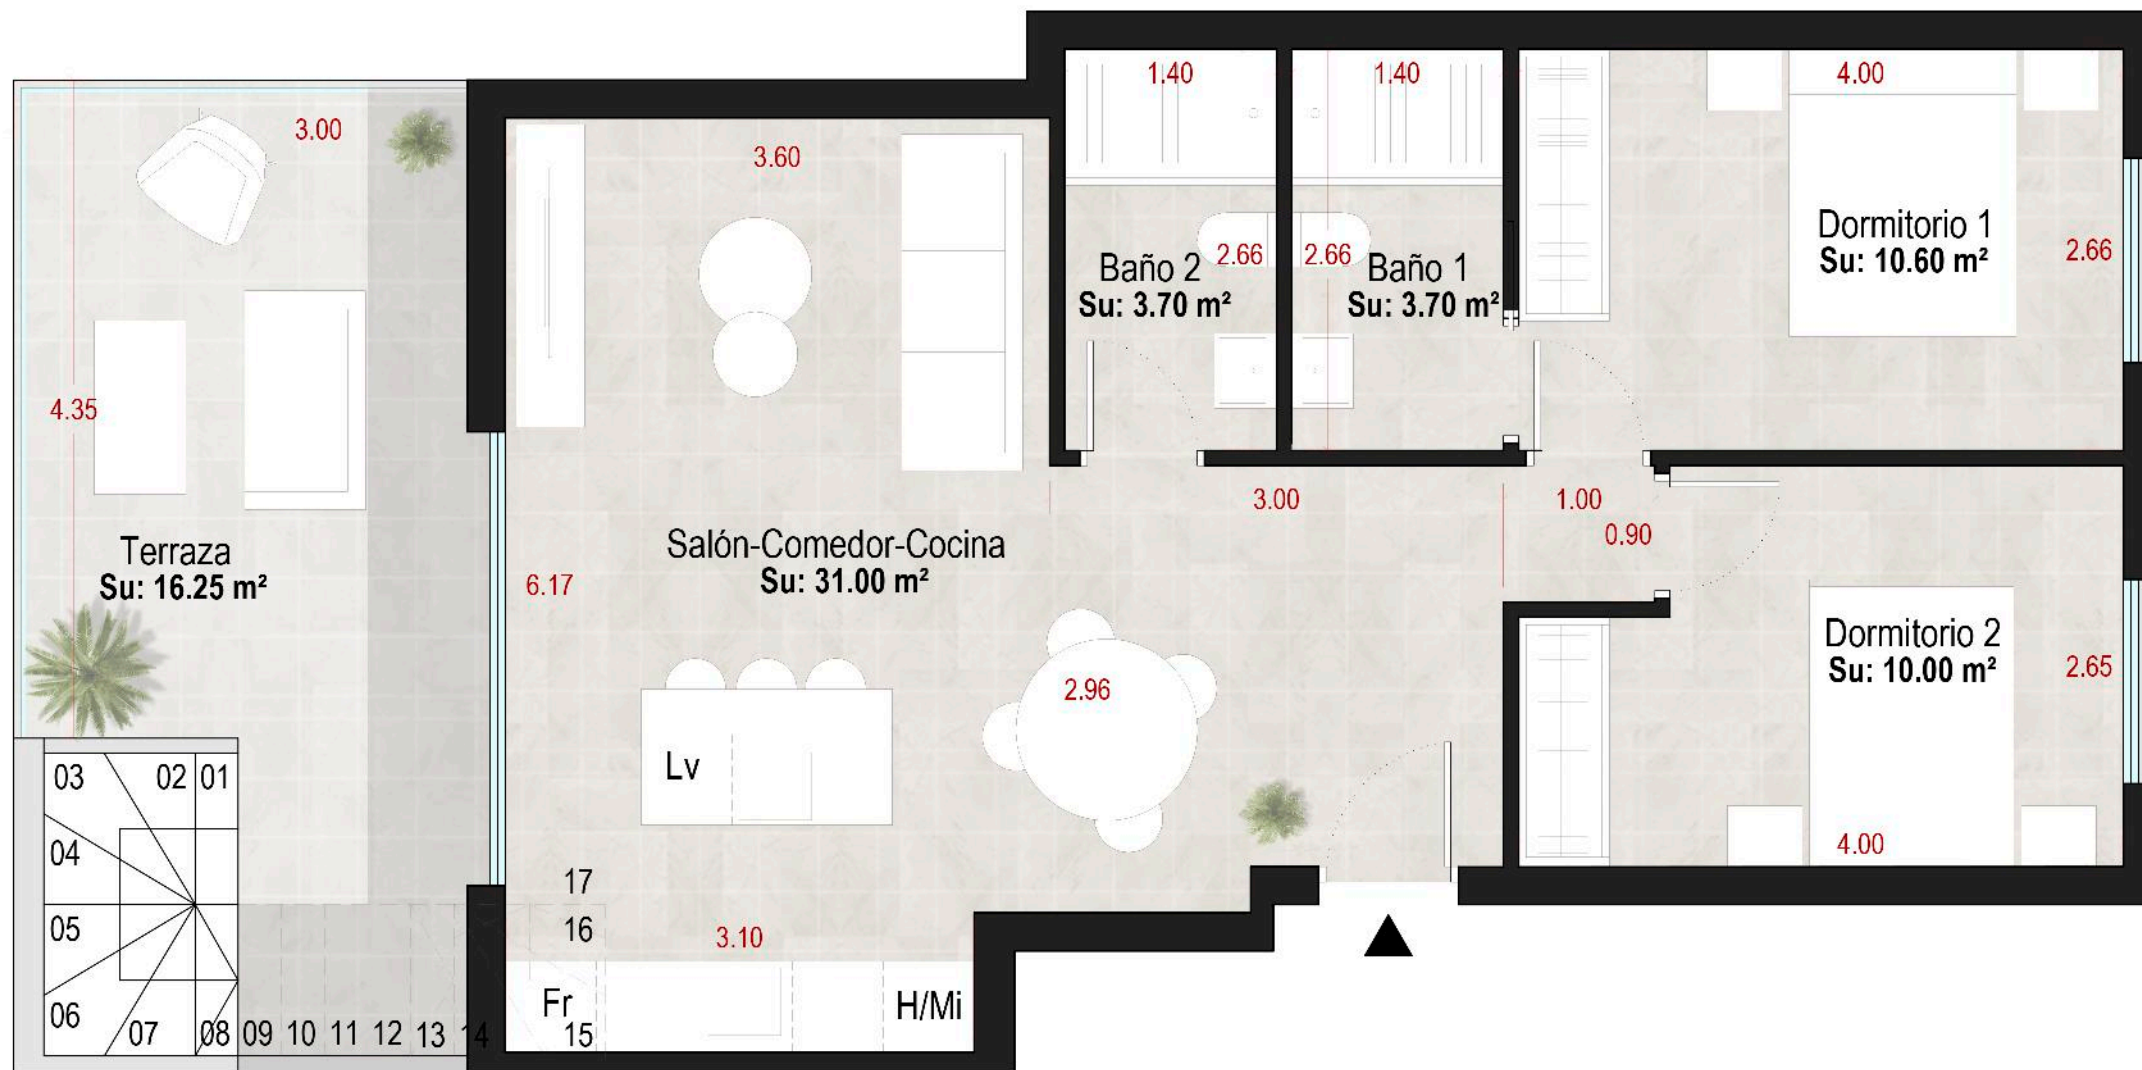 1.40
1.40
4.00
3.00
3.60
Dormitorio 1
Su: 10.60 m²
2.66
2.66
2.66
Baño 2
Su: 3.70 m²
Baño 1
Su: 3.70 m²
4.35
3.00
1.00
0.90
Terraza
Su: 16.25 m²
Salón-Comedor-Cocina
Su: 31.00 m²
6.17
Dormitorio 2
Su: 10.00 m²
2.65
2.96
Lv
03
02
01
04
4.00
17
05
16
3.10
Fr
H/Mi
06
07
08
09
10
11
12
13
14
15